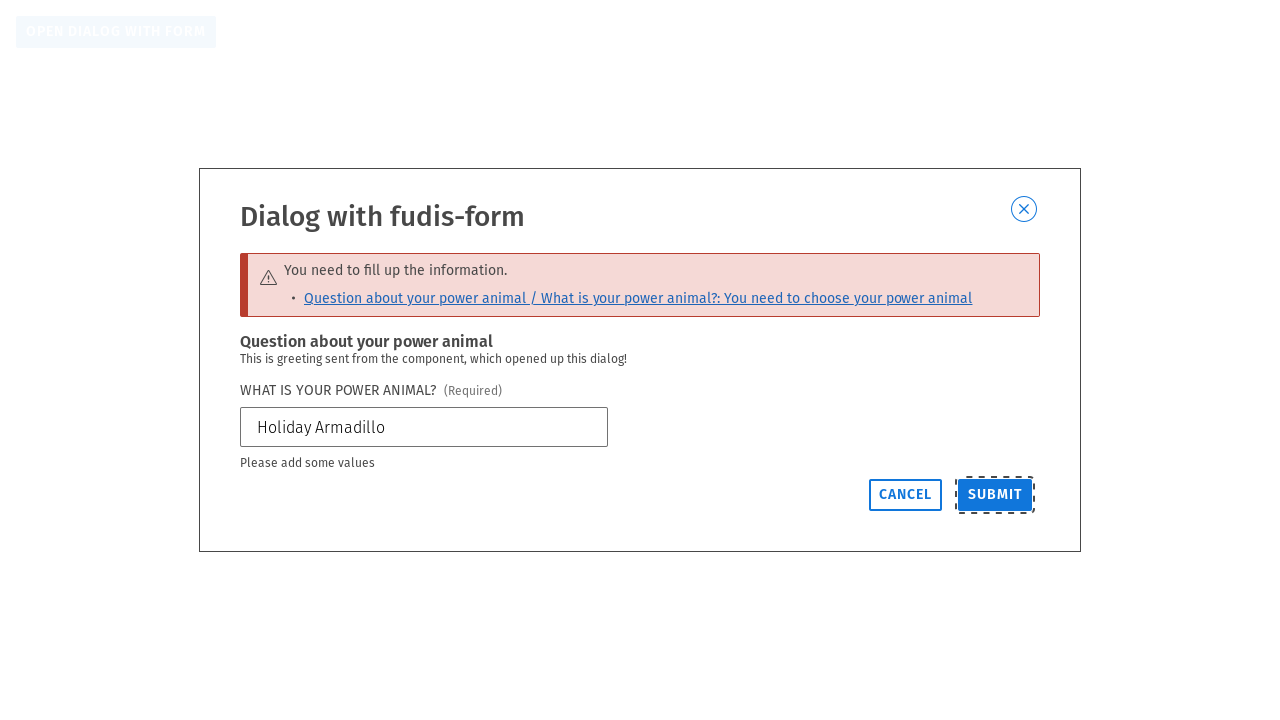 OPEN DIALOG WITH FORM
Dialog with fudis-form
You need to fill up the information.
• Question about your power animal / What is your power animal?: You need to choose your power animal
Question about your power animal
This is greeting sent from the component, which opened up this dialog!
WHAT IS YOUR POWER ANIMAL? (Required)
Holiday Armadillo
Please add some values
CANCEL SUBMIT